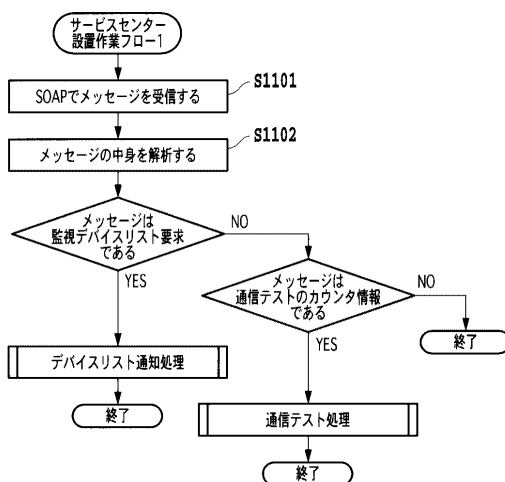 サービスセンター
設置作業フロー1
SOAPでメッセージを受信する
S1101
メッセージの中身を解析する
S1102
メッセージは
監視デバイスリスト要求
である
NO
YES
メッセージは
通信テストのカウンタ情報
である
NO
YES
終了
デバイスリスト通知処理
終了
通信テスト処理
終了